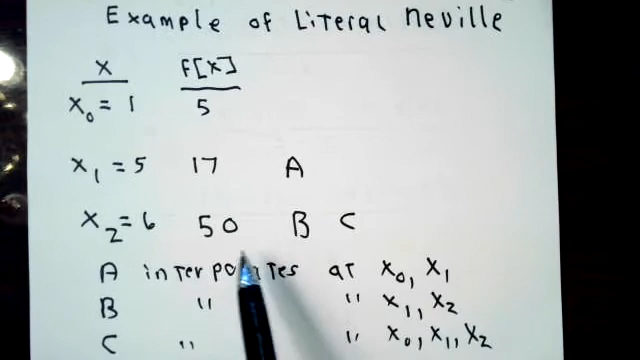 Example of Literal Neville
x F[x]
x₀ = 1 5
x₁ = 5 17 A
x₂ = 6 50 B C
A interpolates at x₀, x₁
B " " x₁, x₂
C " " x₀, x₁, x₂